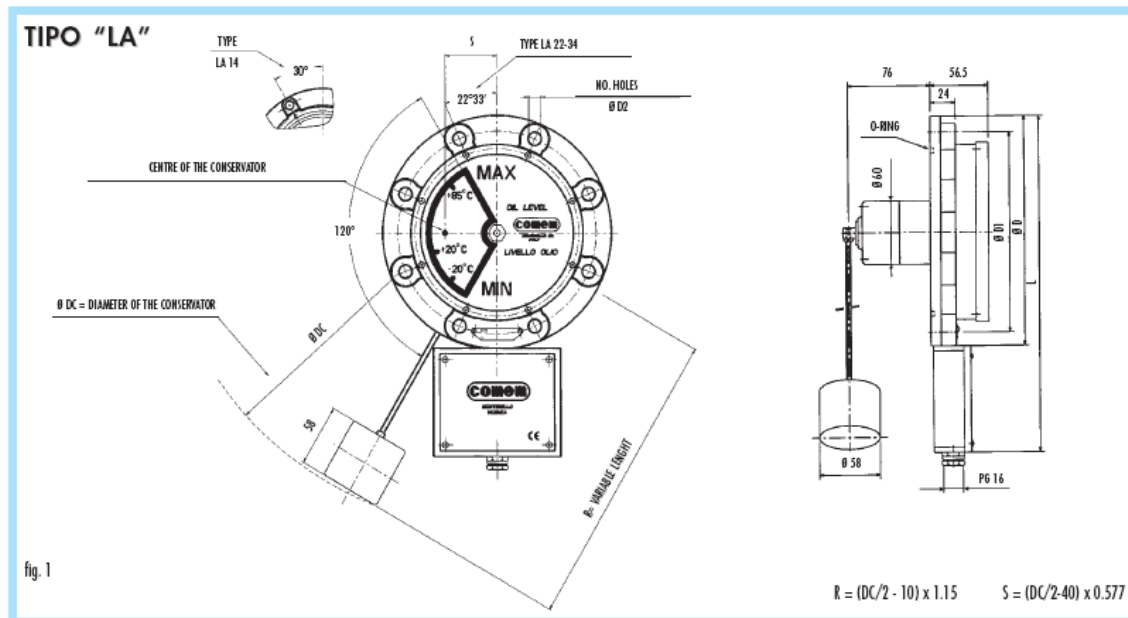 TIPO "LA"
TYPE
LA 14
30°
S
TYPE LA 22-34
22°33'
NO. HOLES
Ø D2
CENTRE OF THE CONSERVATOR
120°
MAX
+85°C
OIL LEVEL
comem
LIVELLO OLIO
+20°C
-20°C
MIN
Ø DC = DIAMETER OF THE CONSERVATOR
Ø DC
58
comem
CE
R= VARIABLE LENGHT
76
56.5
24
O-RING
Ø 60
Ø D1
Ø D
L
Ø 58
PG 16
fig. 1
R = (DC/2 - 10) x 1.15
S = (DC/2-40) x 0.577